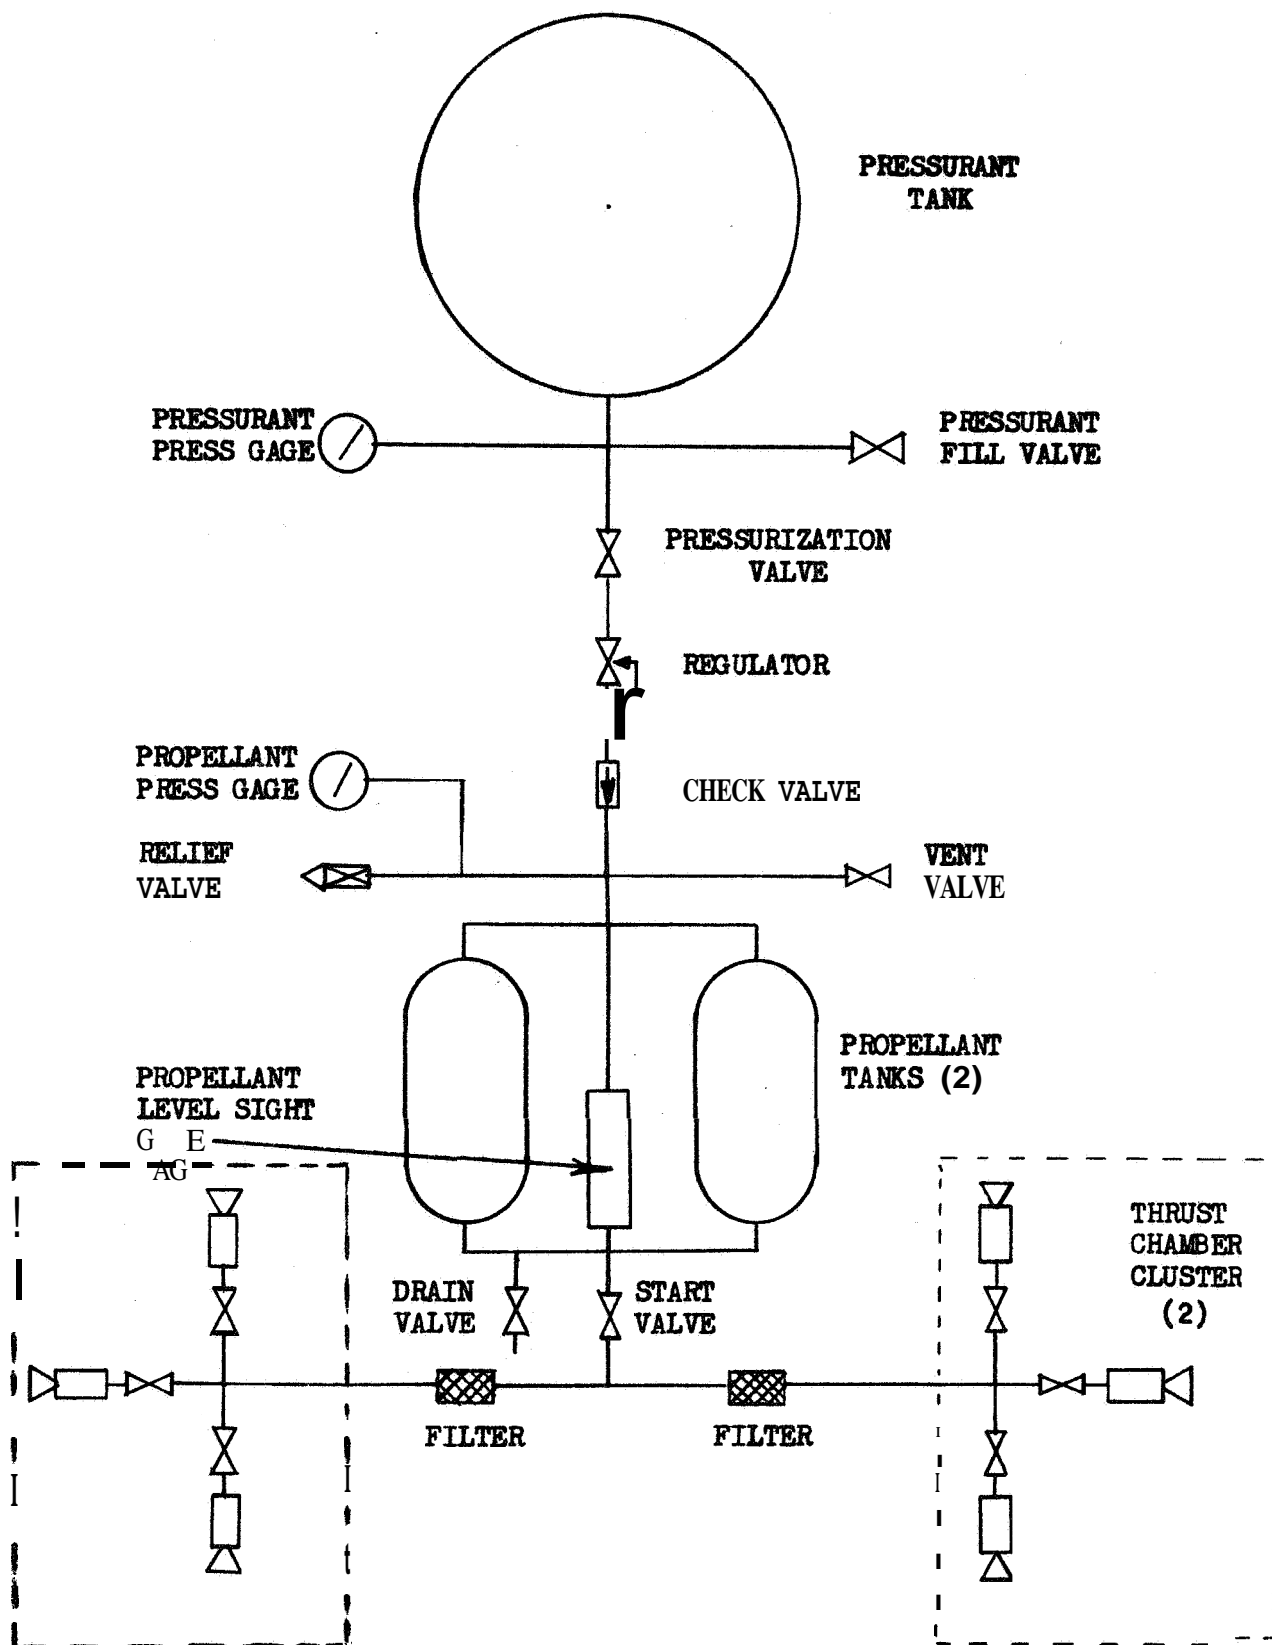 PRESSURANT
TANK
PRESSURANT
PRESS GAGE
PRESSURANT
FILL VALVE
PRESSURIZATION
VALVE
REGULATOR
r
PROPELLANT
PRESS GAGE
CHECK VALVE
RELIEF
VALVE
VENT
VALVE
PROPELLANT
TANKS (2)
PROPELLANT
LEVEL SIGHT
G E
AG
THRUST
CHAMBER
CLUSTER
(2)
DRAIN
VALVE
START
VALVE
FILTER
FILTER